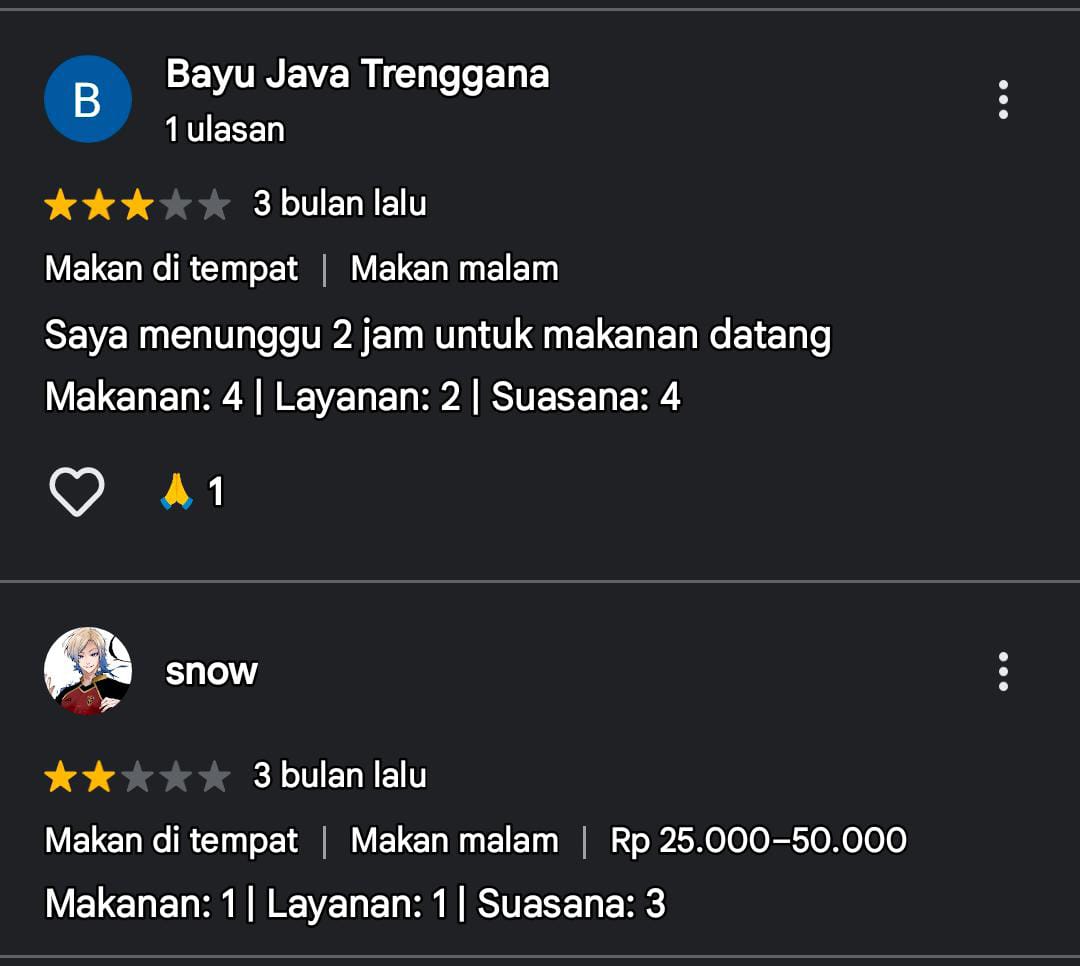 B
Bayu Java Trenggana
1 ulasan
3 bulan lalu
Makan di tempat | Makan malam
Saya menunggu 2 jam untuk makanan datang
Makanan: 4 | Layanan: 2 | Suasana: 4
🙏 1
snow
3 bulan lalu
Makan di tempat | Makan malam | Rp 25.000–50.000
Makanan: 1 | Layanan: 1 | Suasana: 3